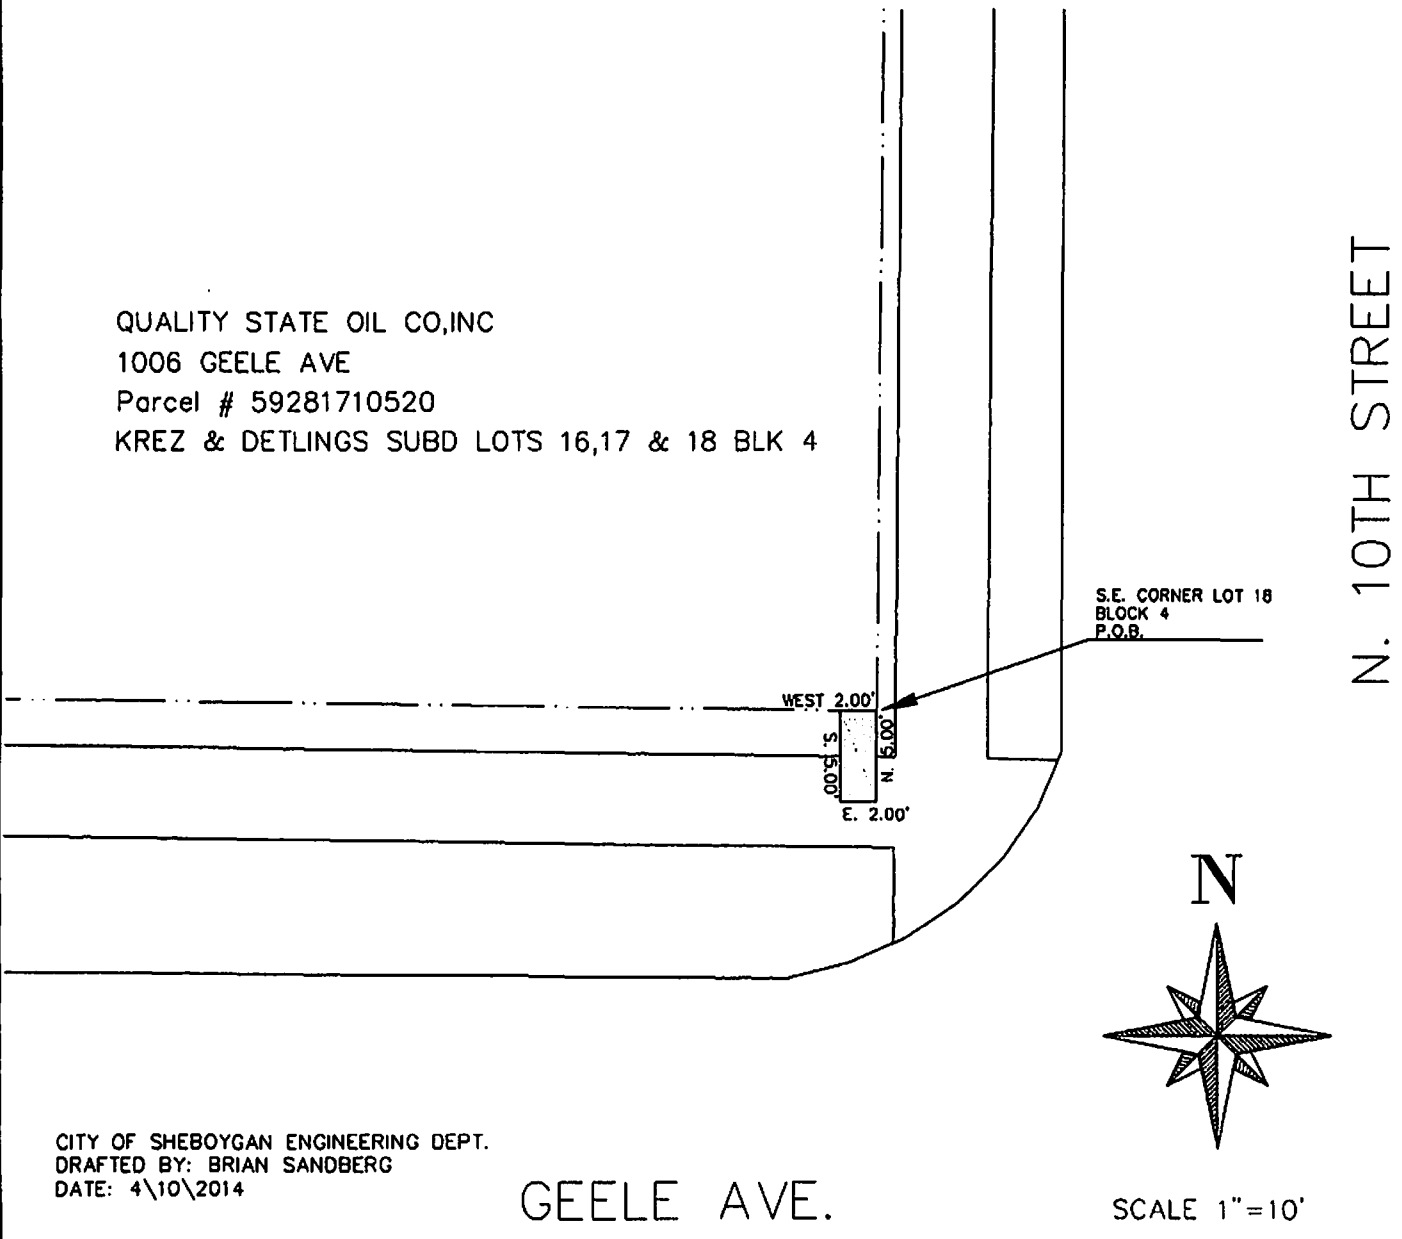 QUALITY STATE OIL CO,INC
1006 GEELE AVE
Parcel # 59281710520
KREZ & DETLINGS SUBD LOTS 16,17 & 18 BLK 4
N. 10TH STREET
S.E. CORNER LOT 18
BLOCK 4
P.O.B.
WEST 2.00'
S. 5.00'
N. 5.00'
E. 2.00'
N
CITY OF SHEBOYGAN ENGINEERING DEPT.
DRAFTED BY: BRIAN SANDBERG
DATE: 4\10\2014
GEELE AVE.
SCALE 1"=10'